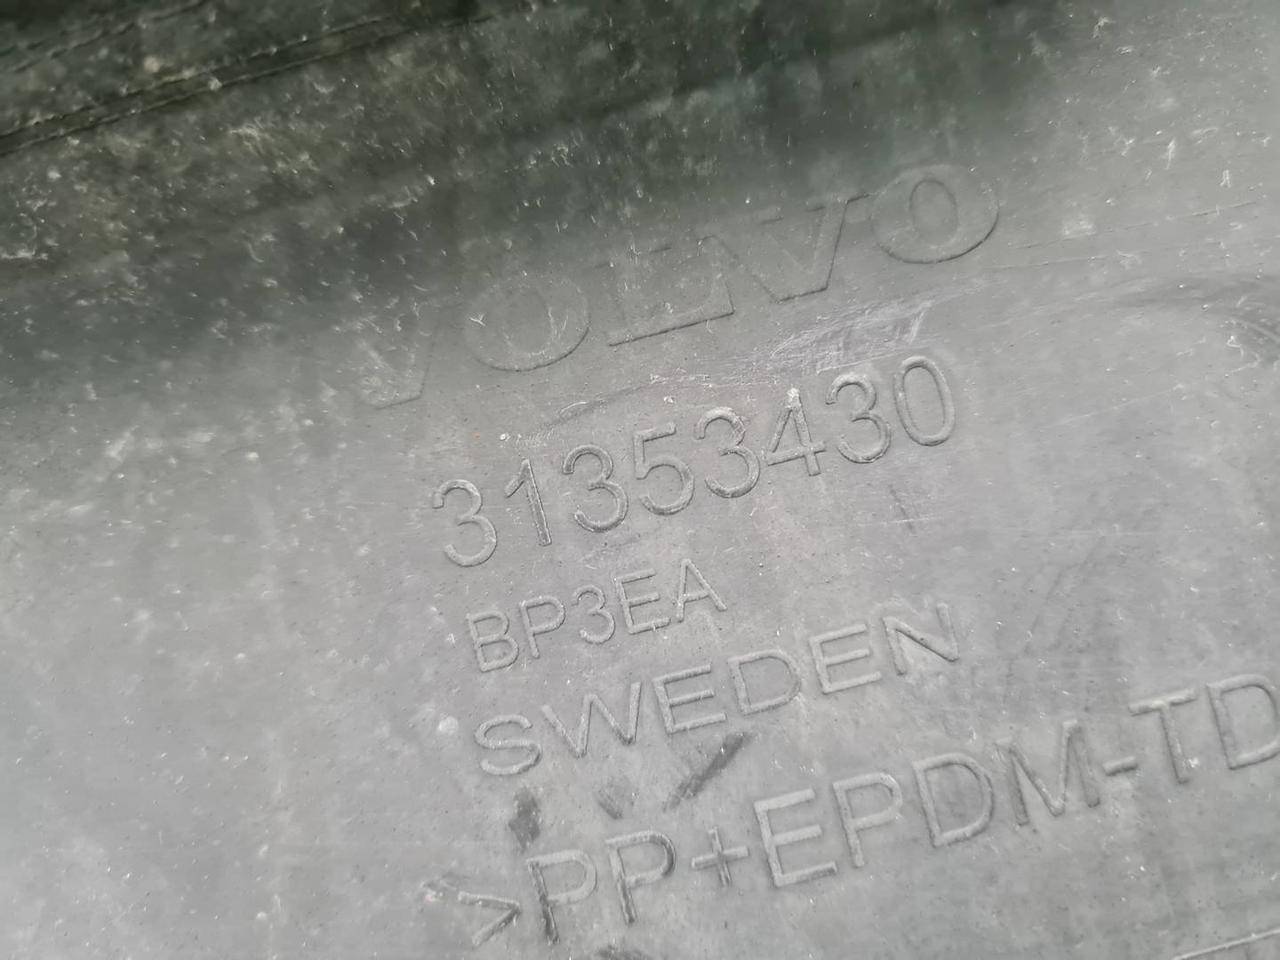 VOLVO
31353430
BP3EA
SWEDEN
>PP+EPDM-TD